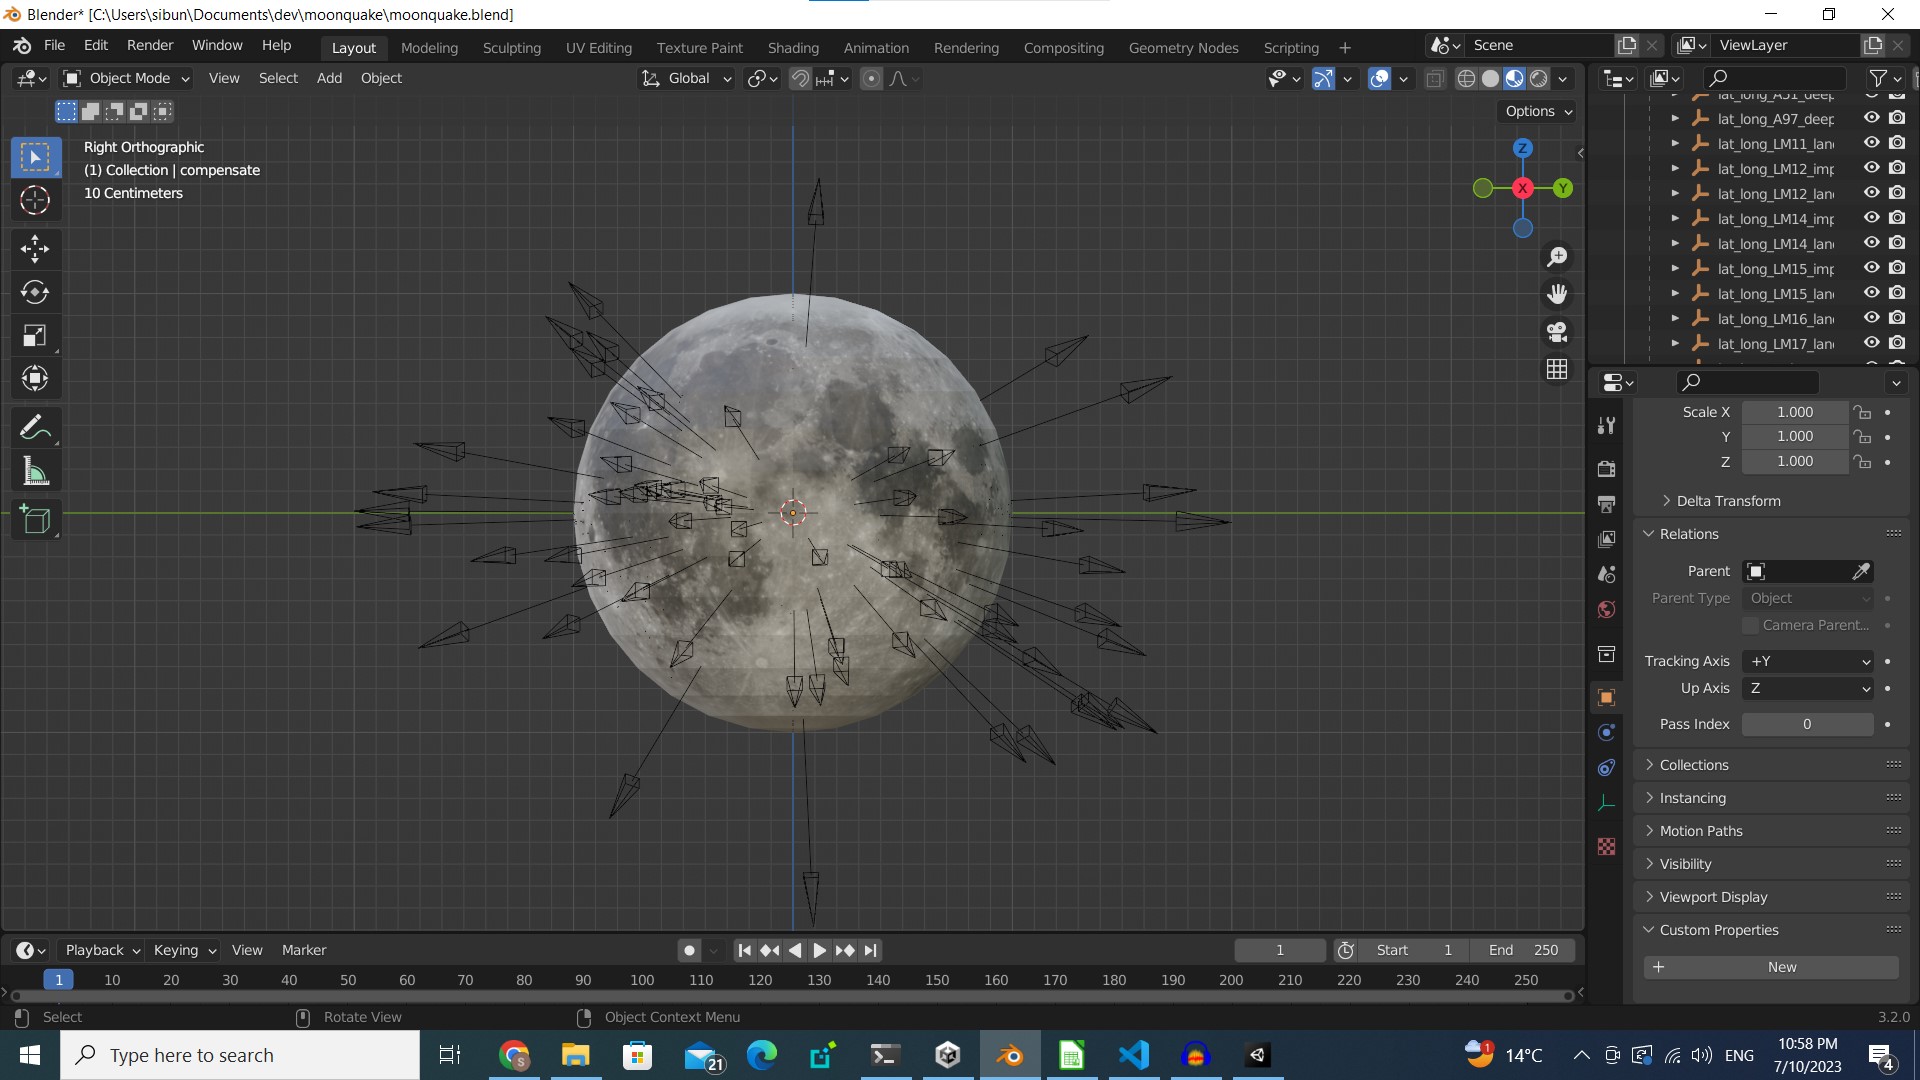 Blender* [C:\Users\sibun\Documents\dev\moonquake\moonquake.blend]
File Edit Render Window Help Layout Modeling Sculpting UV Editing Texture Paint Shading Animation Rendering Compositing Geometry Nodes Scripting + Scene ViewLayer
Object Mode View Select Add Object Global
Options
Right Orthographic
(1) Collection | compensate
10 Centimeters
Z
X Y
lat_long_A97_deep
lat_long_LM11_lan
lat_long_LM12_imp
lat_long_LM12_lan
lat_long_LM14_imp
lat_long_LM14_lan
lat_long_LM15_imp
lat_long_LM15_lan
lat_long_LM16_lan
lat_long_LM17_lan
Scale X 1.000
Y 1.000
Z 1.000
Delta Transform
Relations
Parent
Parent Type Object
Camera Parent...
Tracking Axis +Y
Up Axis Z
Pass Index 0
Collections
Instancing
Motion Paths
Visibility
Viewport Display
Custom Properties
+ New
Playback Keying View Marker 1 Start 1 End 250
1 10 20 30 40 50 60 70 80 90 100 110 120 130 140 150 160 170 180 190 200 210 220 230 240 250
Select Rotate View Object Context Menu 3.2.0
Type here to search 21 S 1 14°C ENG 10:58 PM
7/10/2023 4